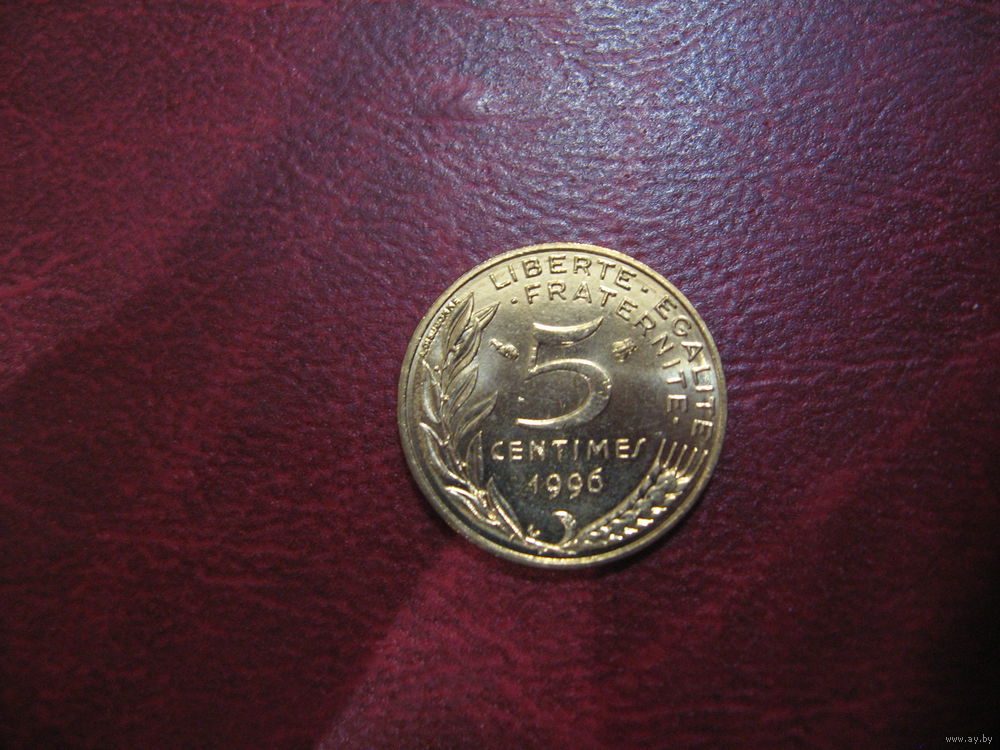 LIBERTE · EGALITE
· FRATERNITE ·
5
CENTIMES
1996
www.ay.by